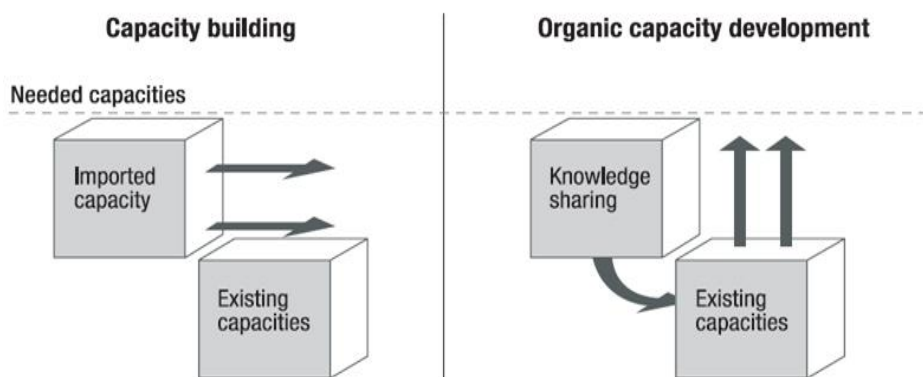 Capacity building
Organic capacity development
Needed capacities
Imported
capacity
Existing
capacities
Knowledge
sharing
Existing
capacities